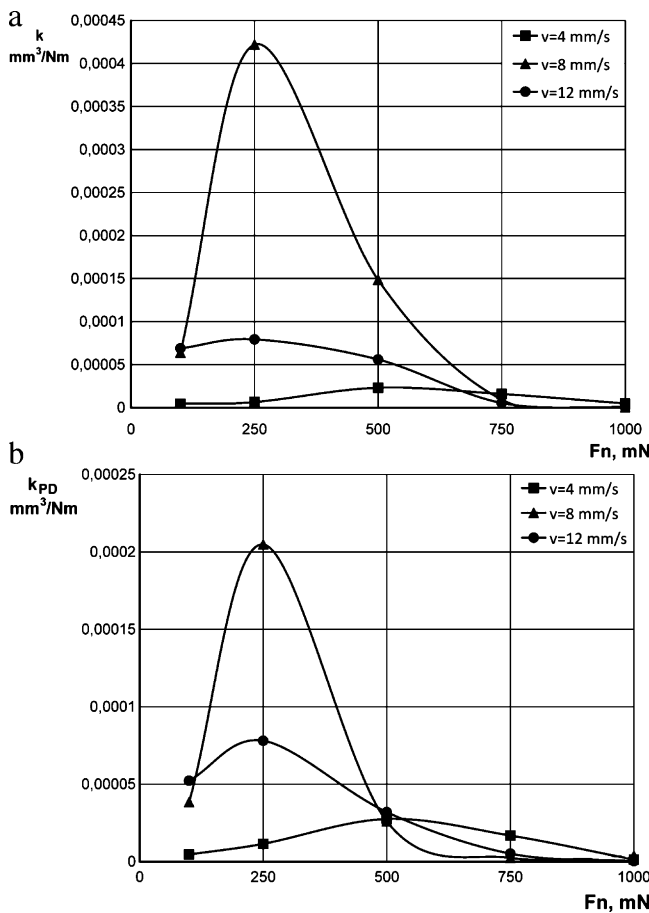 a
k
mm³/Nm
0,00045
0,0004
0,00035
0,0003
0,00025
0,0002
0,00015
0,0001
0,00005
0
v=4 mm/s
v=8 mm/s
v=12 mm/s
0 250 500 750 1000
Fn, mN
b
kPD
mm³/Nm
0,00025
0,0002
0,00015
0,0001
0,00005
0
v=4 mm/s
v=8 mm/s
v=12 mm/s
0 250 500 750 1000
Fn, mN